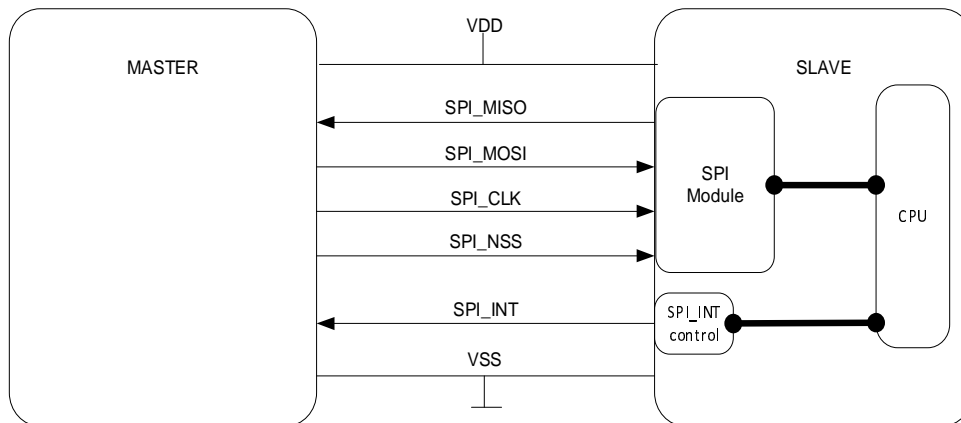 VDD
MASTER
SLAVE
SPI_MISO
SPI_MOSI
SPI
Module
SPI_CLK
CPU
SPI_NSS
SPI_INT
SPI_INT
control
VSS